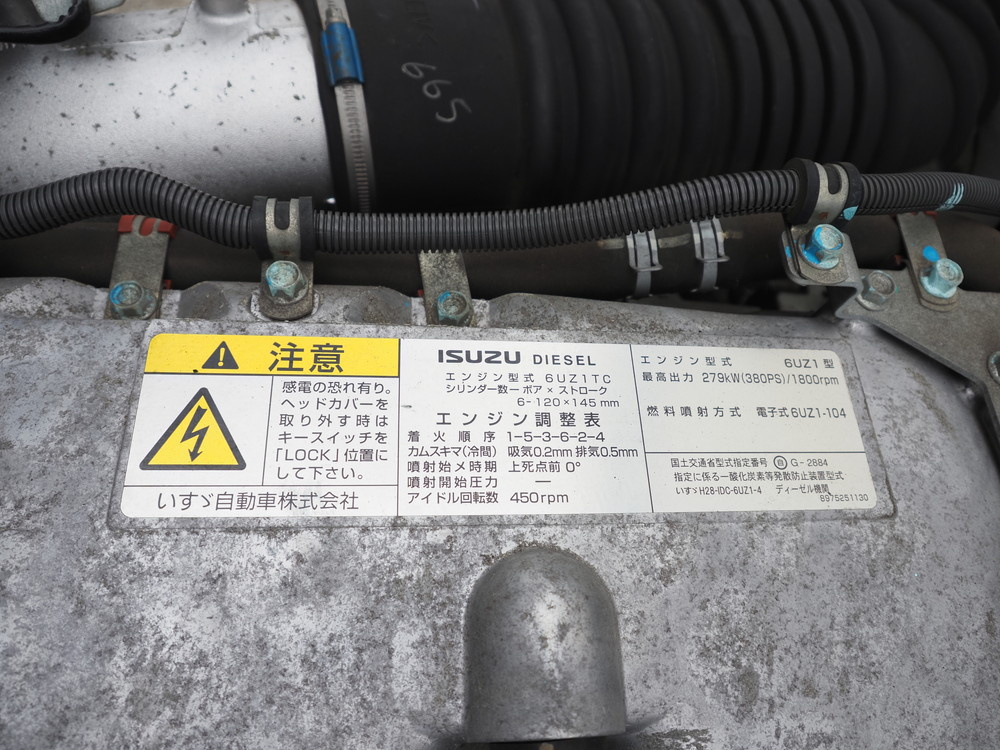 665
注意
感電の恐れ有り。
ヘッドカバーを
取り外す時は
キースイッチを
「LOCK」位置に
して下さい。
いすゞ自動車株式会社
ISUZU DIESEL
エンジン型式 6UZ1TC
シリンダー数ーボア×ストローク
6-120×145mm
エンジン調整表
着火順序 1-5-3-6-2-4
カムスキマ(冷間) 吸気0.2mm 排気0.5mm
噴射始メ時期 上死点前 0°
噴射開始圧力 ―
アイドル回転数 450rpm
エンジン型式 6UZ1型
最高出力 279kW(380PS)/1800rpm
燃料噴射方式 電子式6UZ1-104
国土交通省型式指定番号 自 G-2884
指定に係る一酸化炭素等発散防止装置型式
いすゞH28-IDC-6UZ1-4 ディーゼル機関
8975251130